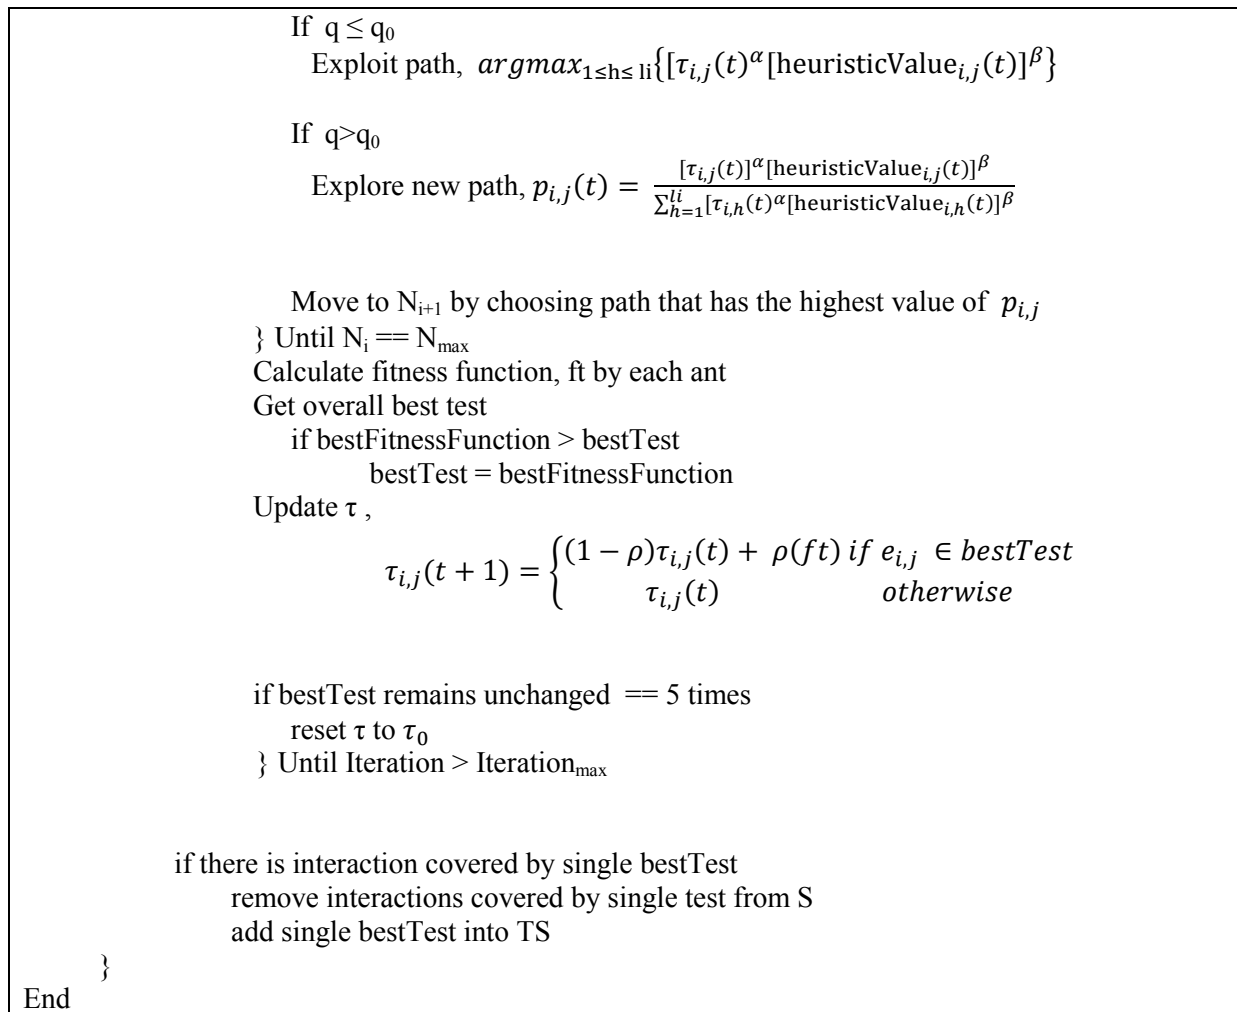 If q ≤ q₀
Exploit path, argmax₁≤h≤ li{[τᵢ,ⱼ(t)^α[heuristicValueᵢ,ⱼ(t)]^β}
If q>q₀
Explore new path, pᵢ,ⱼ(t) = [τᵢ,ⱼ(t)]^α[heuristicValueᵢ,ⱼ(t)]^β / ∑_{h=1}^{li}[τᵢ,ₕ(t)^α[heuristicValueᵢ,ₕ(t)]^β
Move to Nᵢ₊₁ by choosing path that has the highest value of pᵢ,ⱼ
} Until Nᵢ == Nₘₐₓ
Calculate fitness function, ft by each ant
Get overall best test
if bestFitnessFunction > bestTest
bestTest = bestFitnessFunction
Update τ ,
τᵢ,ⱼ(t + 1) = { (1 − ρ)τᵢ,ⱼ(t) + ρ(ft) if eᵢ,ⱼ ∈ bestTest
τᵢ,ⱼ(t) otherwise
if bestTest remains unchanged == 5 times
reset τ to τ₀
} Until Iteration > Iterationₘₐₓ
if there is interaction covered by single bestTest
remove interactions covered by single test from S
add single bestTest into TS
}
End